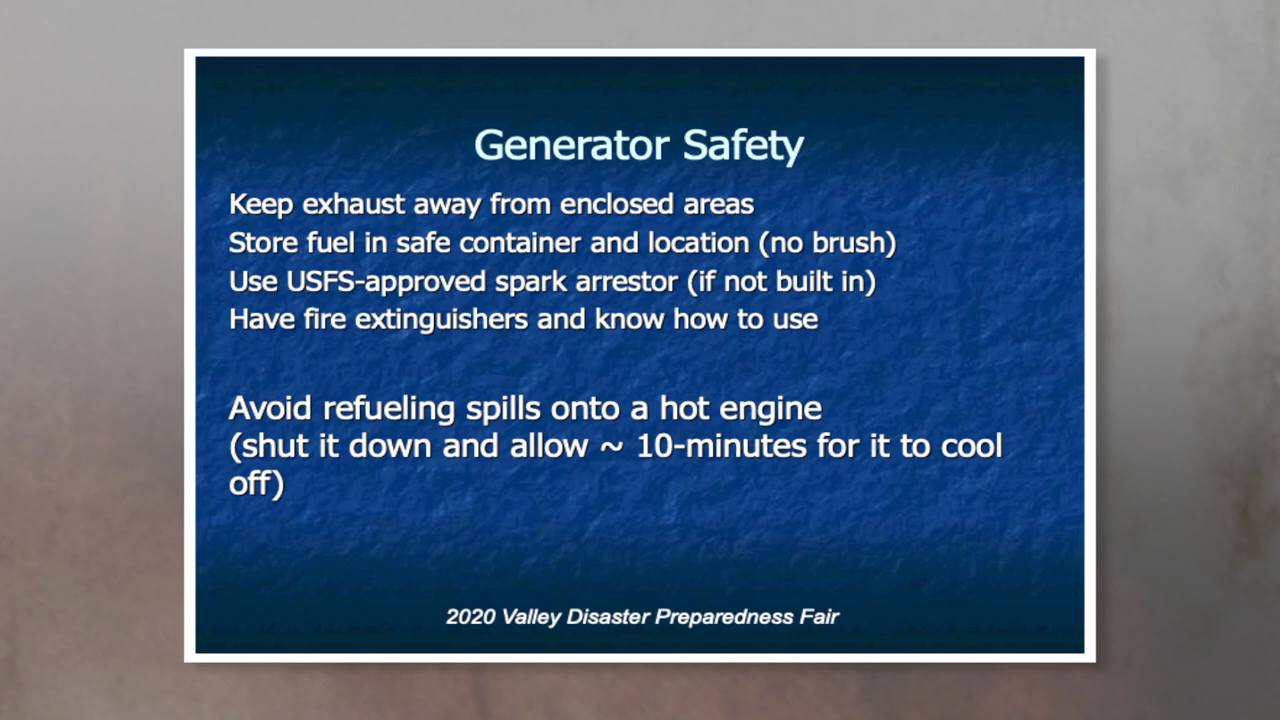 Generator Safety
Keep exhaust away from enclosed areas
Store fuel in safe container and location (no brush)
Use USFS-approved spark arrestor (if not built in)
Have fire extinguishers and know how to use
Avoid refueling spills onto a hot engine
(shut it down and allow ~ 10-minutes for it to cool
off)
2020 Valley Disaster Preparedness Fair